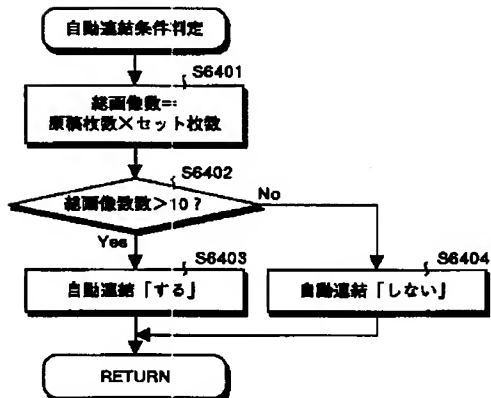 自動連結条件判定
S6401
総画像数=
原稿枚数×セット枚数
S6402
総画像数数>10?
No
Yes
S6403
S6404
自動連結「する」
自動連結「しない」
RETURN